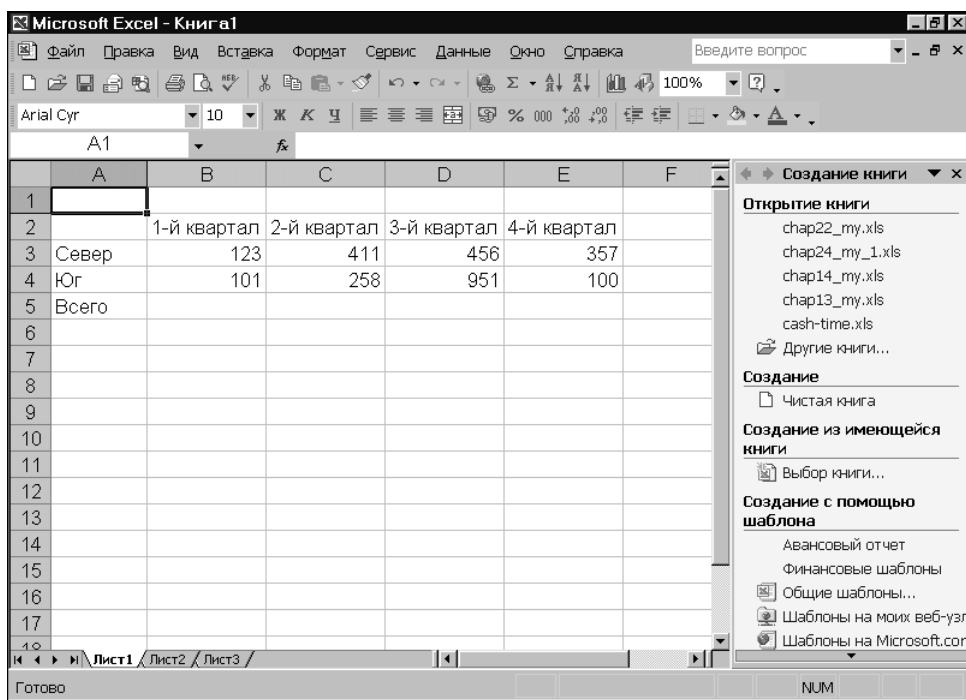 Microsoft Excel - Книга1
Файл Правка Вид Вставка Формат Сервис Данные Окно Справка Введите вопрос
100%
Arial Cyr 10 Ж К Ч % 000
A1 fx
A B C D E F
1
2 1-й квартал 2-й квартал 3-й квартал 4-й квартал
3 Север 123 411 456 357
4 Юг 101 258 951 100
5 Всего
6
7
8
9
10
11
12
13
14
15
16
17
18
Лист1 Лист2 Лист3
Готово NUM
Создание книги
Открытие книги
chap22_my.xls
chap24_my_1.xls
chap14_my.xls
chap13_my.xls
cash-time.xls
Другие книги...
Создание
Чистая книга
Создание из имеющейся
книги
Выбор книги...
Создание с помощью
шаблона
Авансовый отчет
Финансовые шаблоны
Общие шаблоны...
Шаблоны на моих веб-узл
Шаблоны на Microsoft.con